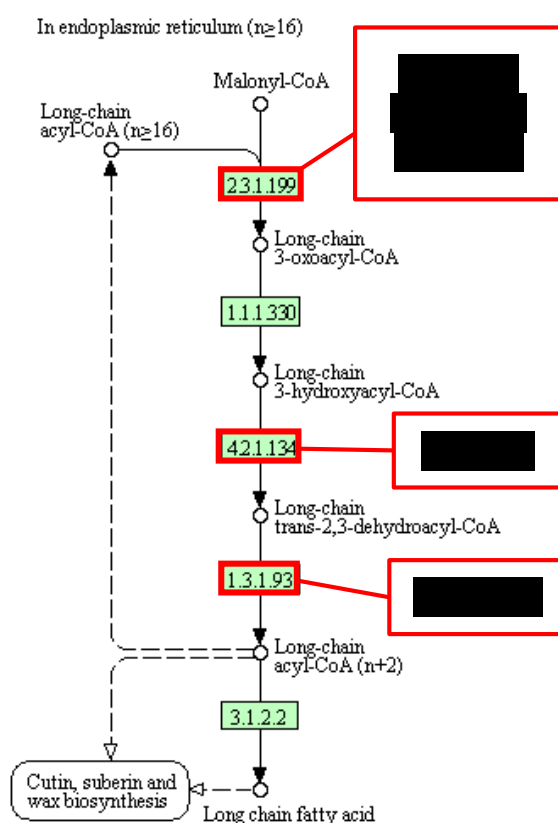 In endoplasmic reticulum (n≥16)
Malonyl-CoA
Long-chain
acyl-CoA (n≥16)
2.3.1.199
Long-chain
3-oxoacyl-CoA
1.1.1.330
Long-chain
3-hydroxyacyl-CoA
4.2.1.134
Long-chain
trans-2,3-dehydroacyl-CoA
1.3.1.93
Long-chain
acyl-CoA (n+2)
3.1.2.2
Cutin, suberin and
wax biosynthesis
Long chain fatty acid